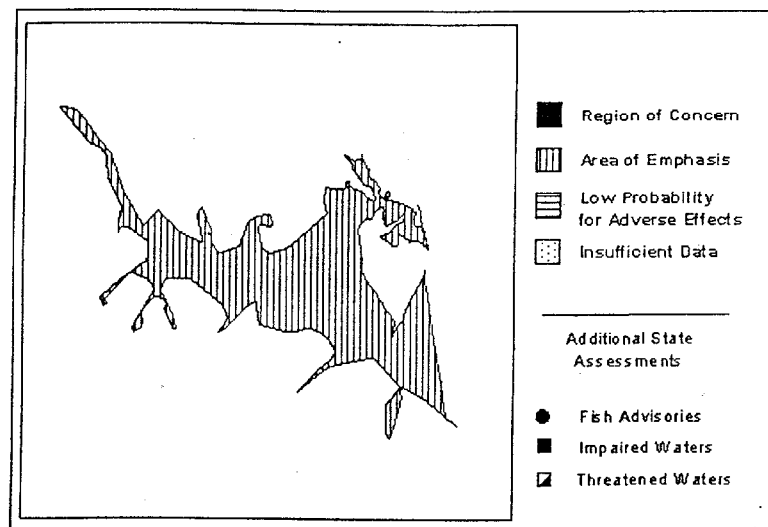 Region of Concern
Area of Emphasis
Low Probability
for Adverse Effects
Insufficient Data
Additional State
Assessments
Fish Advisories
Impaired Waters
Threatened Waters